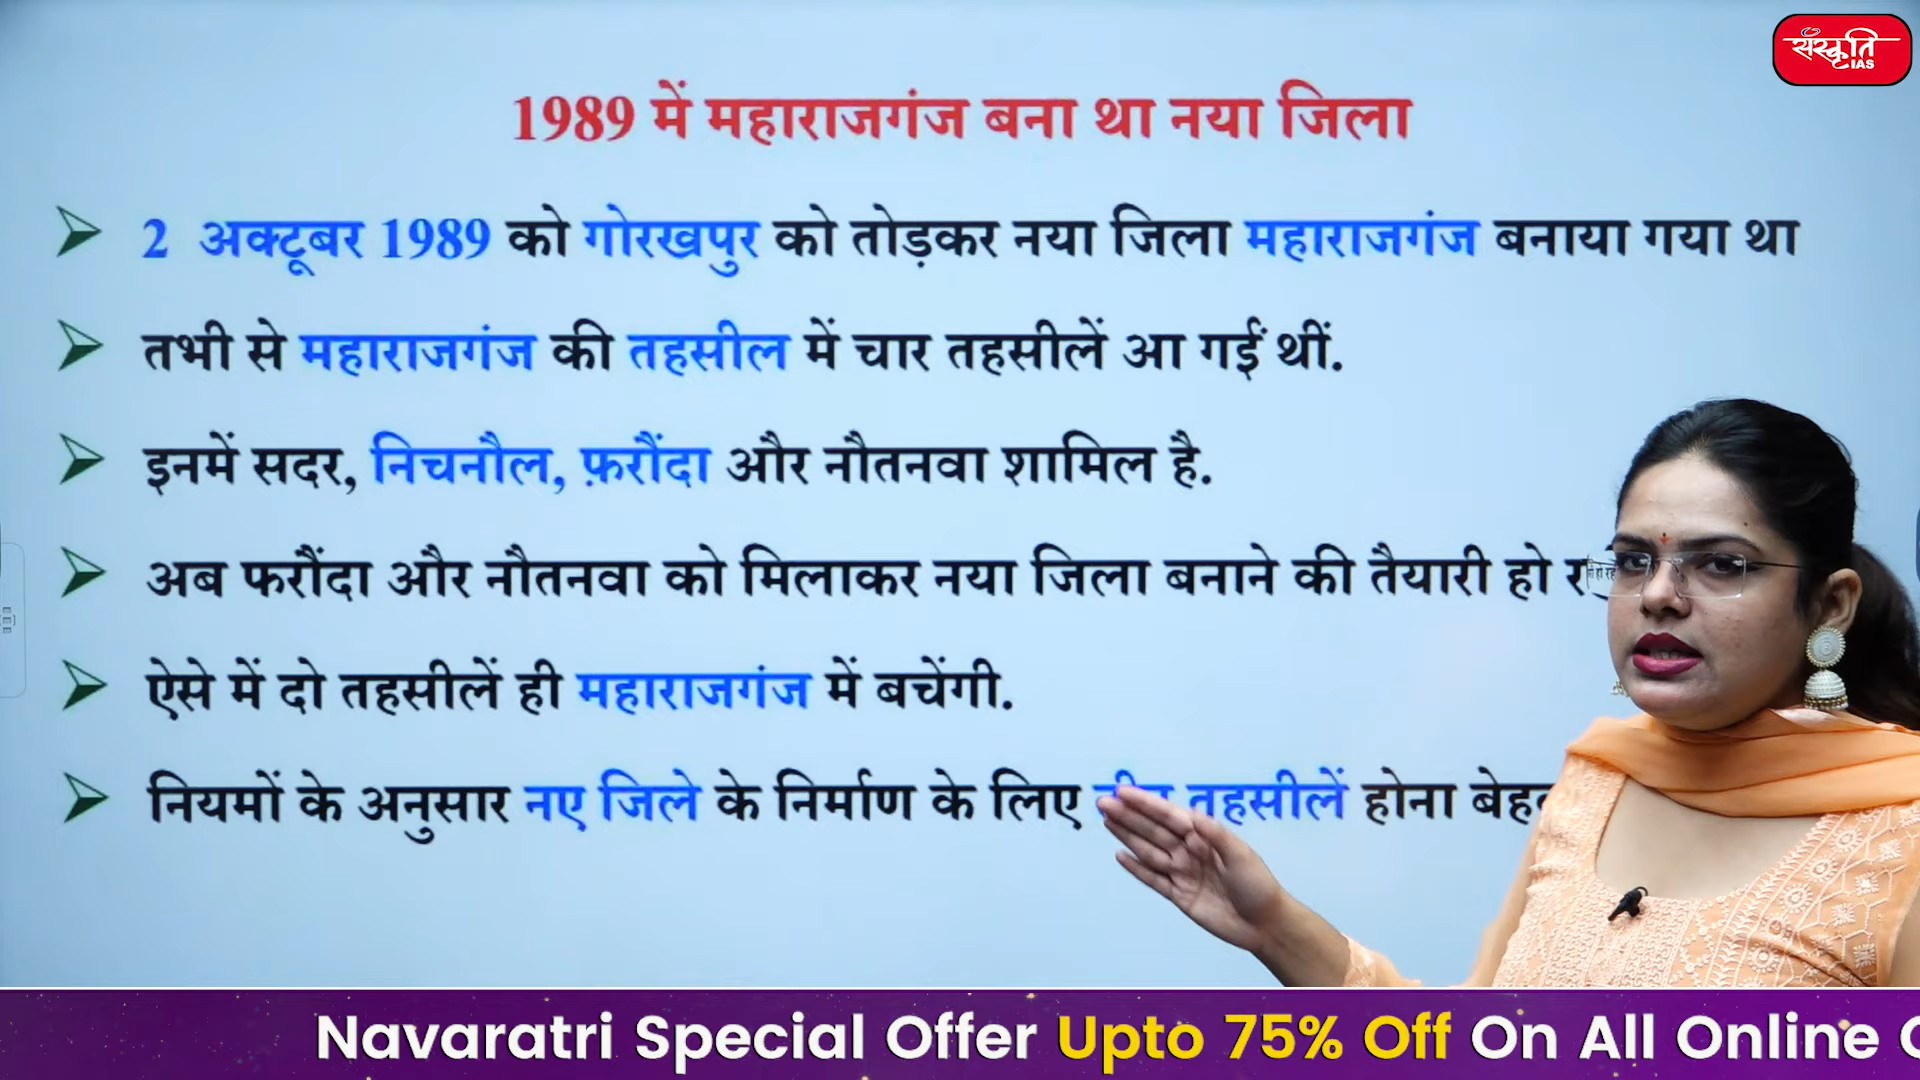 संस्कृति
IAS
1989 में महाराजगंज बना था नया जिला
2 अक्टूबर 1989 को गोरखपुर को तोड़कर नया जिला महाराजगंज बनाया गया था
तभी से महाराजगंज की तहसील में चार तहसीलें आ गईं थीं.
इनमें सदर, निचनौल, फ़रौंदा और नौतनवा शामिल है.
अब फरौंदा और नौतनवा को मिलाकर नया जिला बनाने की तैयारी हो
ऐसे में दो तहसीलें ही महाराजगंज में बचेंगी.
नियमों के अनुसार नए जिले के निर्माण के लिए तहसीलें होना
Navaratri Special Offer Upto 75% Off On All Online